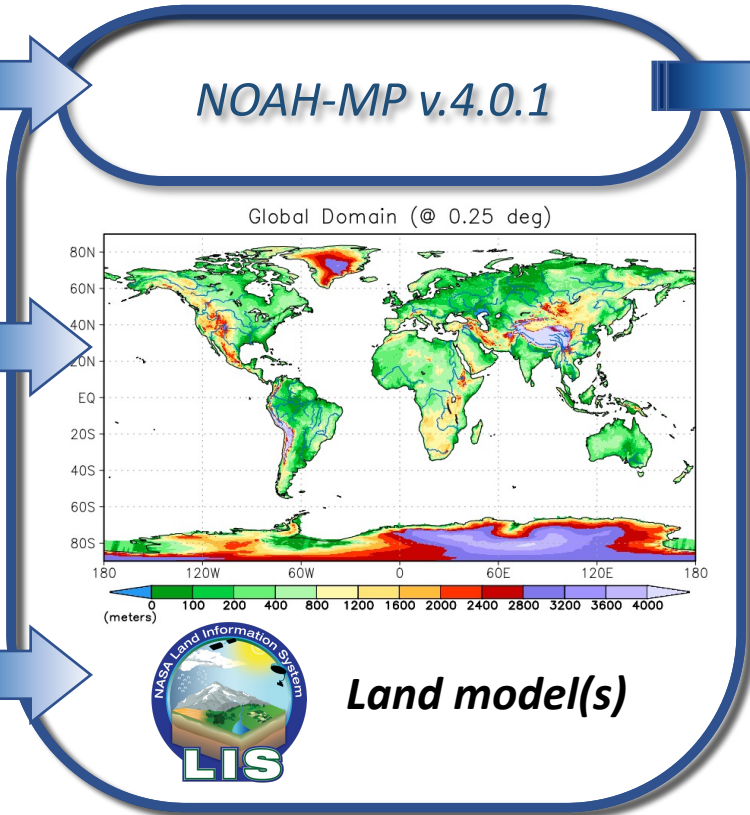 NOAH-MP v.4.0.1
Global Domain (@ 0.25 deg)
80N
60N
40N
20N
EQ
20S
40S
60S
80S
180 120W 60W 0 60E 120E 180
0 100 200 400 800 1200 1600 2000 2400 2800 3200 3600 4000
(meters)
NASA Land Information System
LIS
Land model(s)